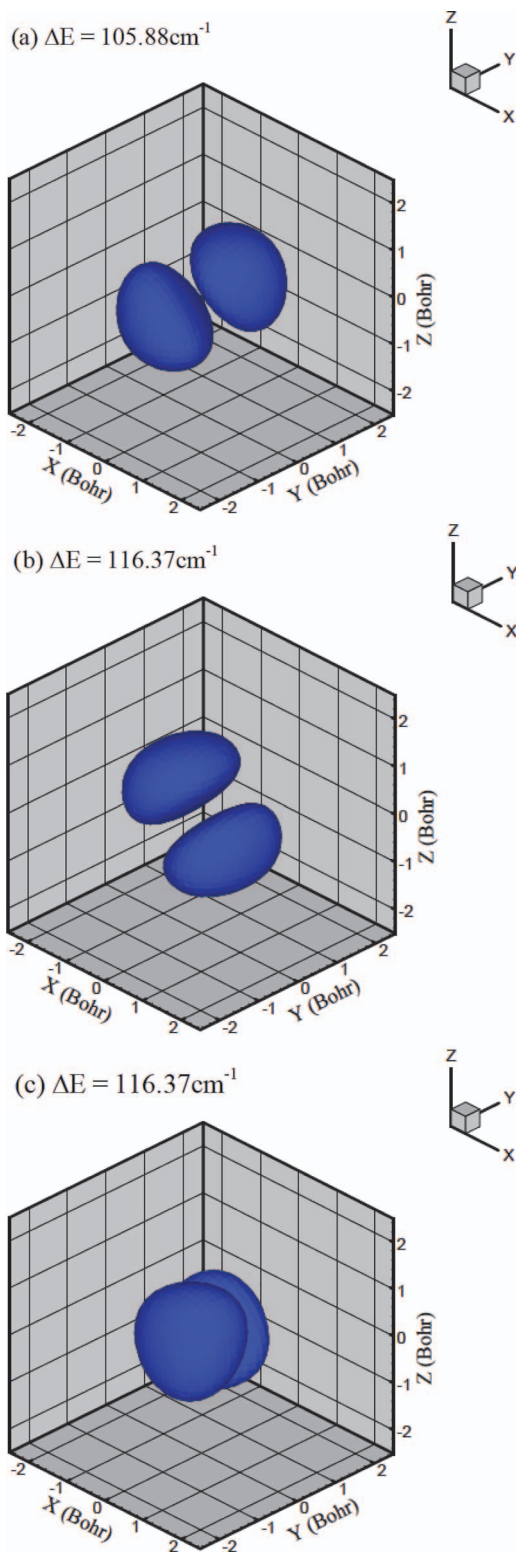 (a) ΔE = 105.88cm⁻¹
Z
Y
X
2
1
0
-1
-2
Z (Bohr)
-2
-1
0
1
2
X (Bohr)
-2
-1
0
1
2
Y (Bohr)
(b) ΔE = 116.37cm⁻¹
Z
Y
X
2
1
0
-1
-2
Z (Bohr)
-2
-1
0
1
2
X (Bohr)
-2
-1
0
1
2
Y (Bohr)
(c) ΔE = 116.37cm⁻¹
Z
Y
X
2
1
0
-1
-2
Z (Bohr)
-2
-1
0
1
2
X (Bohr)
-2
-1
0
1
2
Y (Bohr)